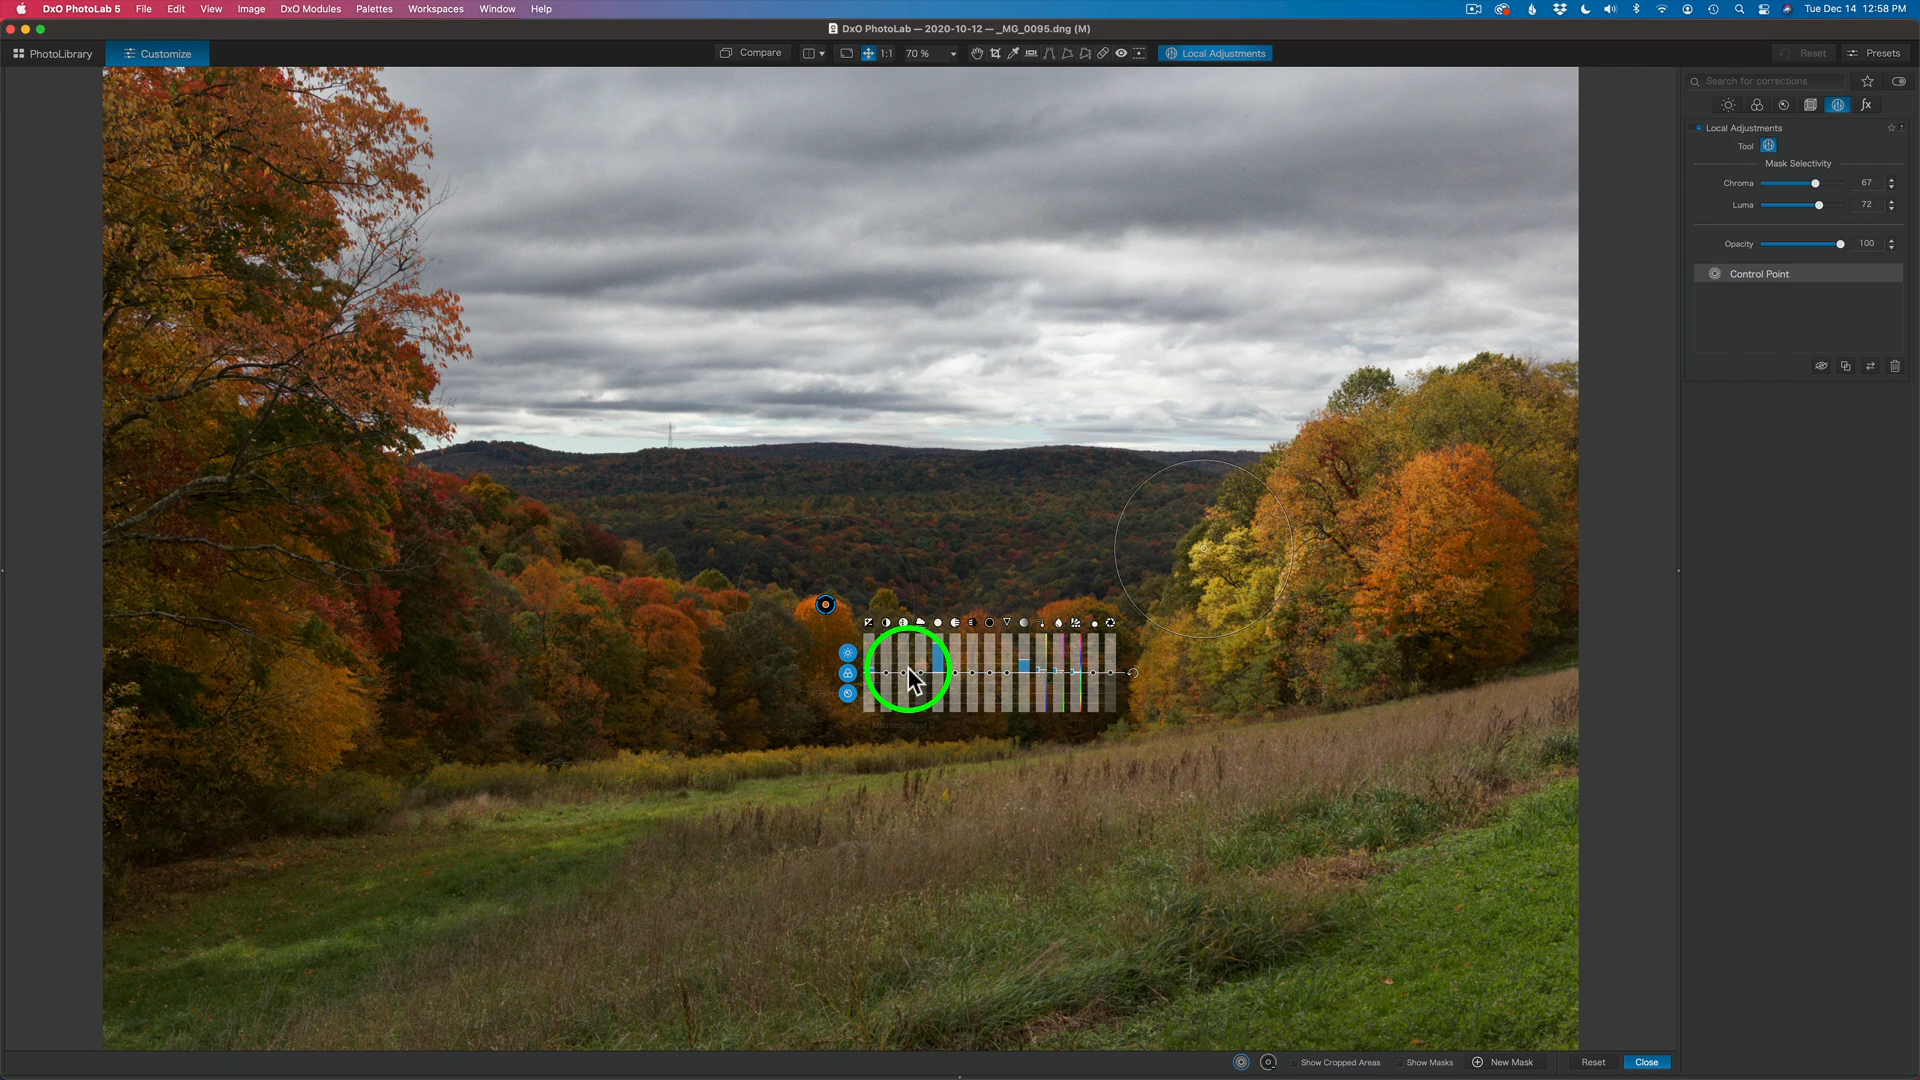 DxO PhotoLab 5 File Edit View Image DxO Modules Palettes Workspaces Window Help Tue Dec 14 12:58 PM
DxO PhotoLab — 2020-10-12 — _MG_0095.dng (M)
PhotoLibrary Customize Compare 1:1 70 % Local Adjustments Reset Presets
Search for corrections
fx
Local Adjustments
Tool
Mask Selectivity
Chroma 67
Luma 72
Opacity 100
Control Point
Microcontrast 0
Show Cropped Areas Show Masks New Mask Reset Close